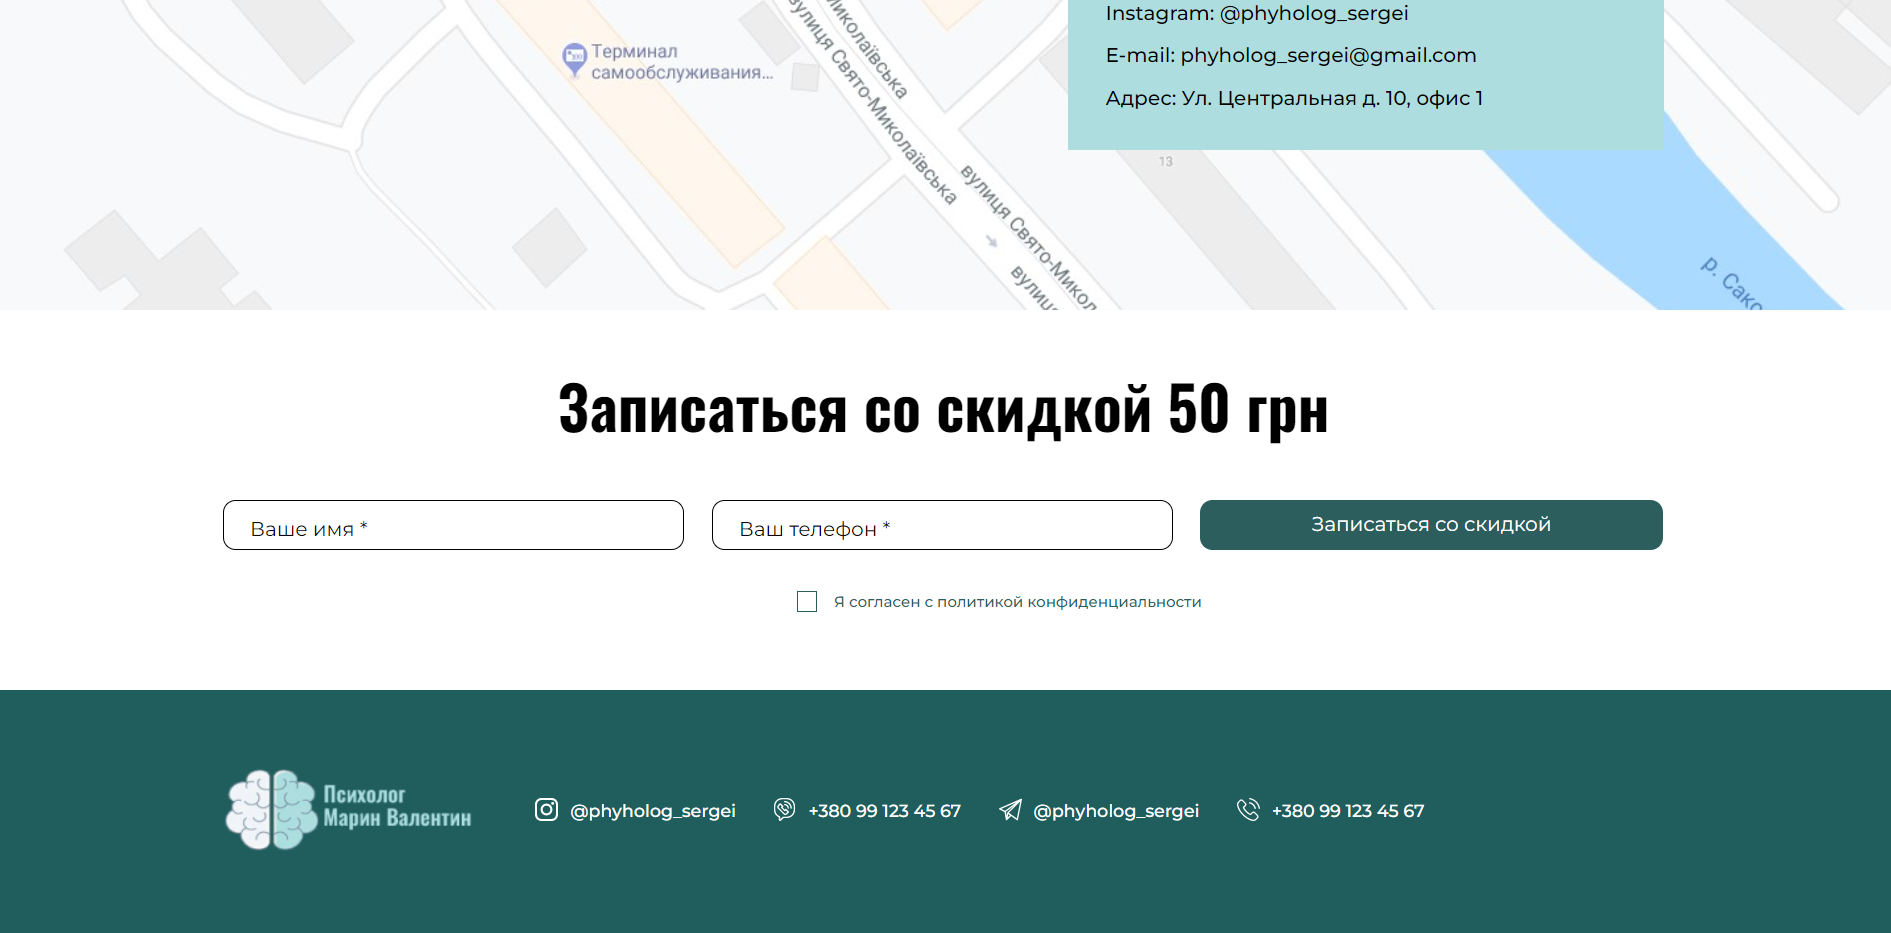 Instagram: @phyholog_sergei
E-mail: phyholog_sergei@gmail.com
Адрес: Ул. Центральная д. 10, офис 1
Терминал
самообслуживания...
Миколаївська
вулиця Свято-Миколаївська
13
вулиця Свято-Микол
вулиця
р. Сако
Записаться со скидкой 50 грн
Ваше имя *
Ваш телефон *
Записаться со скидкой
Я согласен с политикой конфиденциальности
Психолог
Марин Валентин
@phyholog_sergei
+380 99 123 45 67
@phyholog_sergei
+380 99 123 45 67